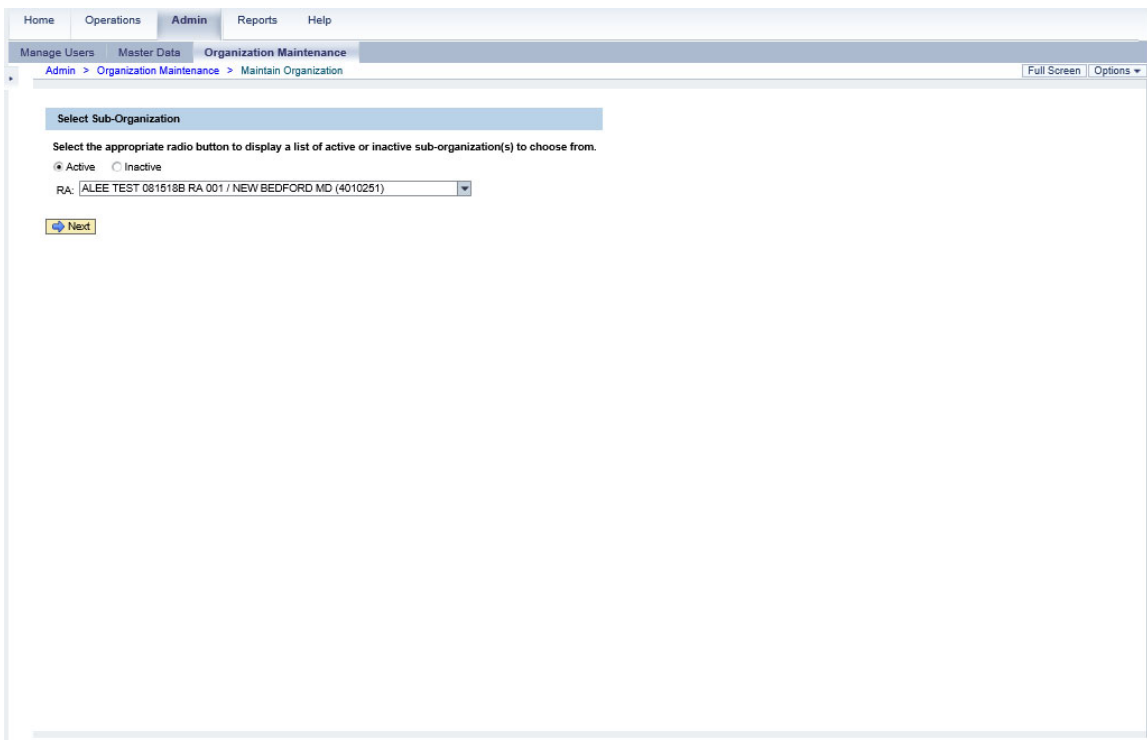 Home Operations Admin Reports Help
Manage Users Master Data Organization Maintenance
Admin > Organization Maintenance > Maintain Organization Full Screen Options
Select Sub-Organization
Select the appropriate radio button to display a list of active or inactive sub-organization(s) to choose from.
Active Inactive
RA: ALEE TEST 081518B RA 001 / NEW BEDFORD MD (4010251)
Next